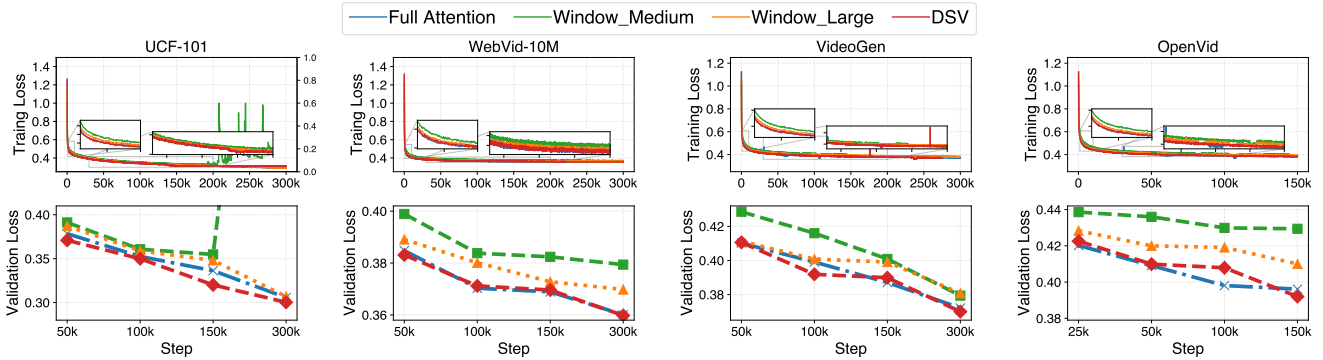 Full Attention Window_Medium Window_Large DSV
UCF-101
WebVid-10M
VideoGen
OpenVid
Traing Loss
1.4
1.2
1.0
0.8
0.6
0.4
1.0
0.8
0.6
0.4
0.2
0.0
0 50k 100k 150k 200k 250k 300k
Training Loss
1.4
1.2
1.0
0.8
0.6
0.4
0 50k 100k 150k 200k 250k 300k
Training Loss
1.2
1.0
0.8
0.6
0.4
0 50k 100k 150k 200k 250k 300k
Training Loss
1.2
1.0
0.8
0.6
0.4
0 50k 100k 150k
Validation Loss
0.40
0.35
0.30
50k 100k 150k 300k
Step
Validation Loss
0.40
0.38
0.36
50k 100k 150k 300k
Step
Validation Loss
0.42
0.40
0.38
50k 100k 150k 300k
Step
Validation Loss
0.44
0.42
0.40
0.38
25k 50k 100k 150k
Step